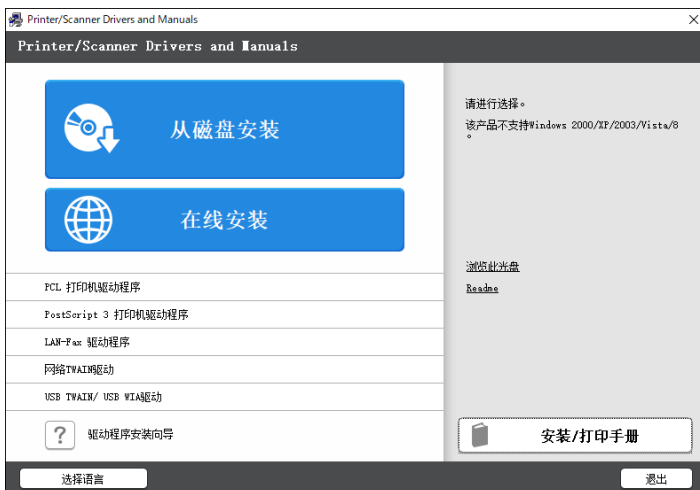 Printer/Scanner Drivers and Manuals
Printer/Scanner Drivers and Manuals
从磁盘安装
在线安装
PCL 打印机驱动程序
PostScript 3 打印机驱动程序
LAN-Fax 驱动程序
网络TWAIN驱动
USB TWAIN/ USB WIA驱动
? 驱动程序安装向导
请进行选择。
该产品不支持Windows 2000/XP/2003/Vista/8
。
浏览此光盘
Readme
安装/打印手册
选择语言
退出